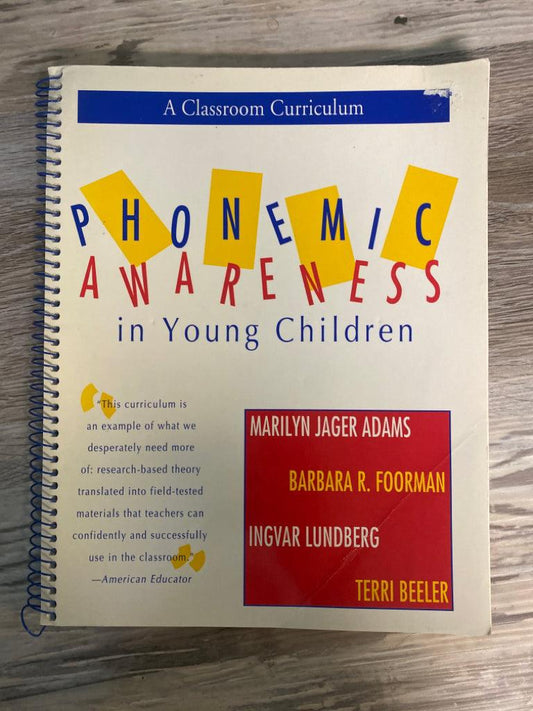 A Classroom Curriculum
PHONEMIC
AWARENESS
in Young Children
"This curriculum is
an example of what we
desperately need more
of: research-based theory
translated into field-tested
materials that teachers can
confidently and successfully
use in the classroom."
—American Educator
MARILYN JAGER ADAMS
BARBARA R. FOORMAN
INGVAR LUNDBERG
TERRI BEELER